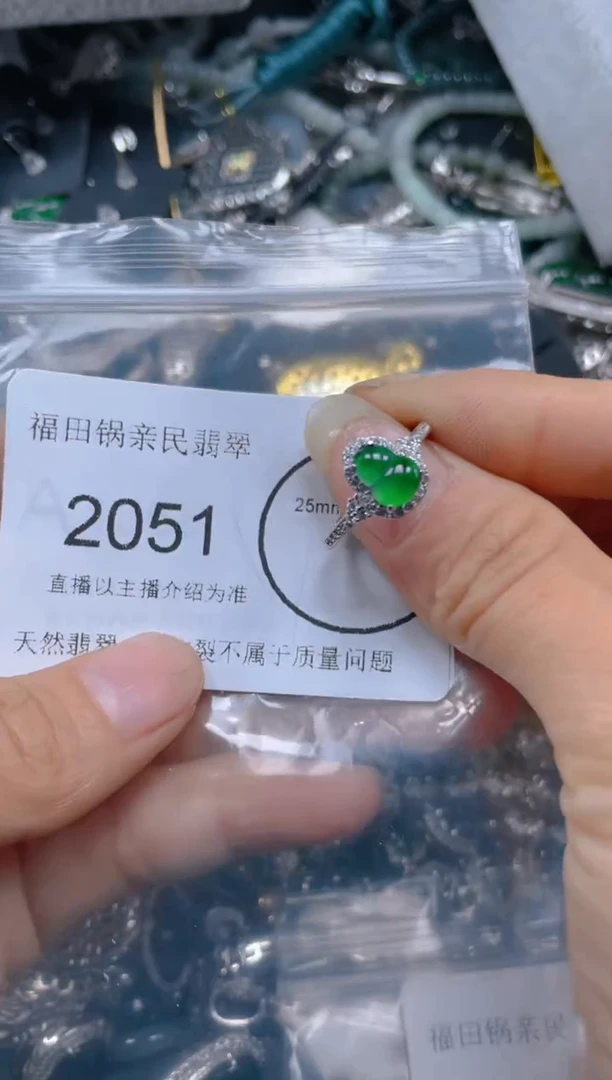 福田锅亲民翡翠
2051
25mm
直播以主播介绍为准
天然翡翠 裂不属于质量问题
福田锅亲民